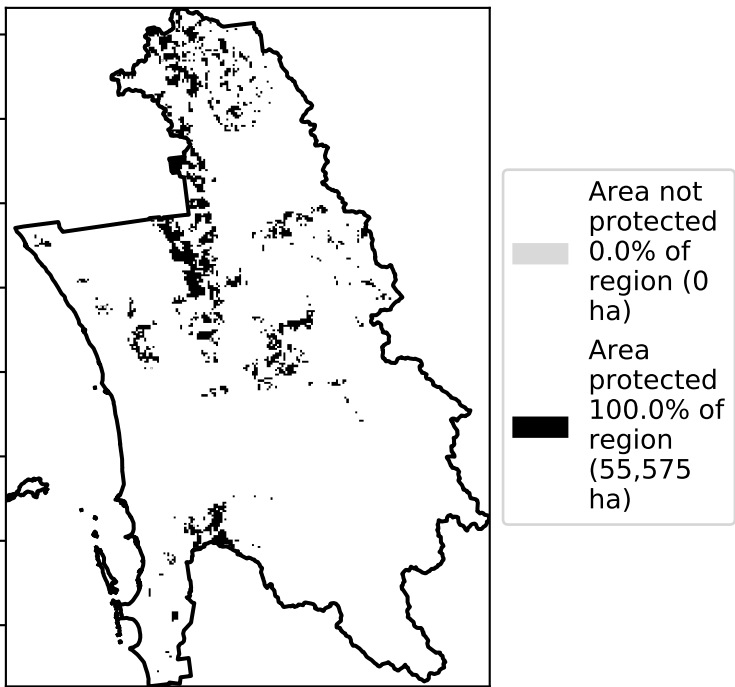 Area not
protected
0.0% of
region (0
ha)
Area
protected
100.0% of
region
(55,575
ha)